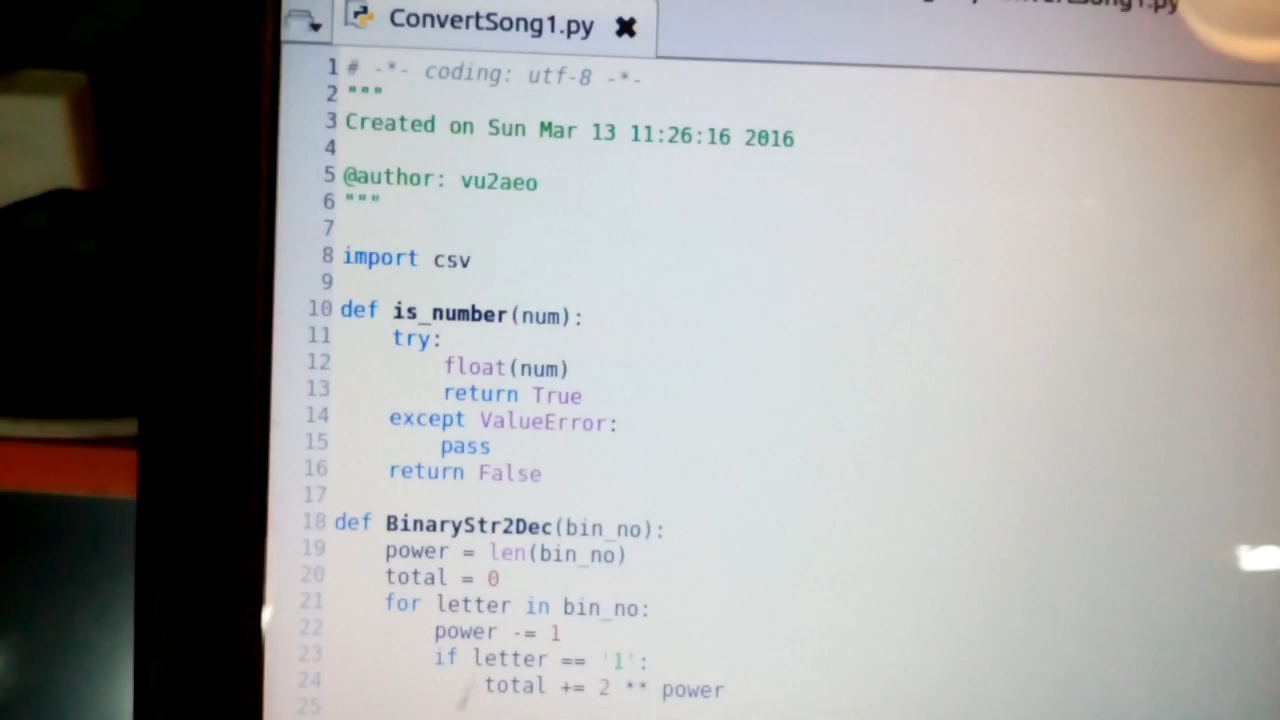 ConvertSong1.py
1 # -*- coding: utf-8 -*-
2 """
3 Created on Sun Mar 13 11:26:16 2016
4
5 @author: vu2aeo
6 """
7
8 import csv
9
10 def is_number(num):
11     try:
12         float(num)
13         return True
14     except ValueError:
15         pass
16     return False
17
18 def BinaryStr2Dec(bin_no):
19     power = len(bin_no)
20     total = 0
21     for letter in bin_no:
22         power -= 1
23         if letter == '1':
24             total += 2 ** power
25